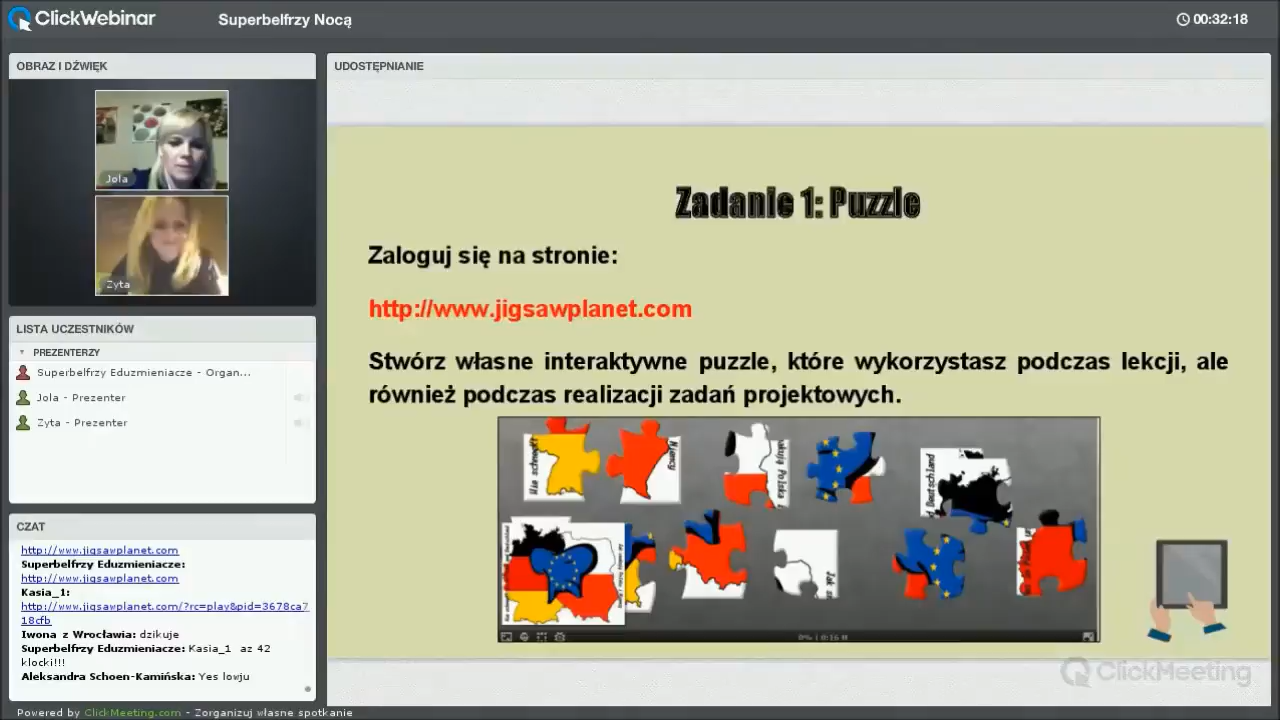 ClickWebinar
Superbelfrzy Nocą
00:32:18
OBRAZ I DŹWIĘK
UDOSTĘPNIANIE
Jola
Zyta
Zadanie 1: Puzzle
Zaloguj się na stronie:
http://www.jigsawplanet.com
Stwórz własne interaktywne puzzle, które wykorzystasz podczas lekcji, ale
również podczas realizacji zadań projektowych.
LISTA UCZESTNIKÓW
PREZENTERZY
Superbelfrzy Eduzmieniacze - Organ...
Jola - Prezenter
Zyta - Prezenter
Niemcy
Deutschland
CZAT
http://www.jigsawplanet.com
Superbelfrzy Eduzmieniacze:
http://www.jigsawplanet.com
Kasia_1:
http://www.jigsawplanet.com/?rc=play&pid=3678ca7
18cfb
Iwona z Wrocławia: dzikuje
Superbelfrzy Eduzmieniacze: Kasia_1 az 42
klocki!!!
Aleksandra Schoen-Kamińska: Yes lowju
ClickMeeting
Powered by ClickMeeting.com - Zorganizuj własne spotkanie